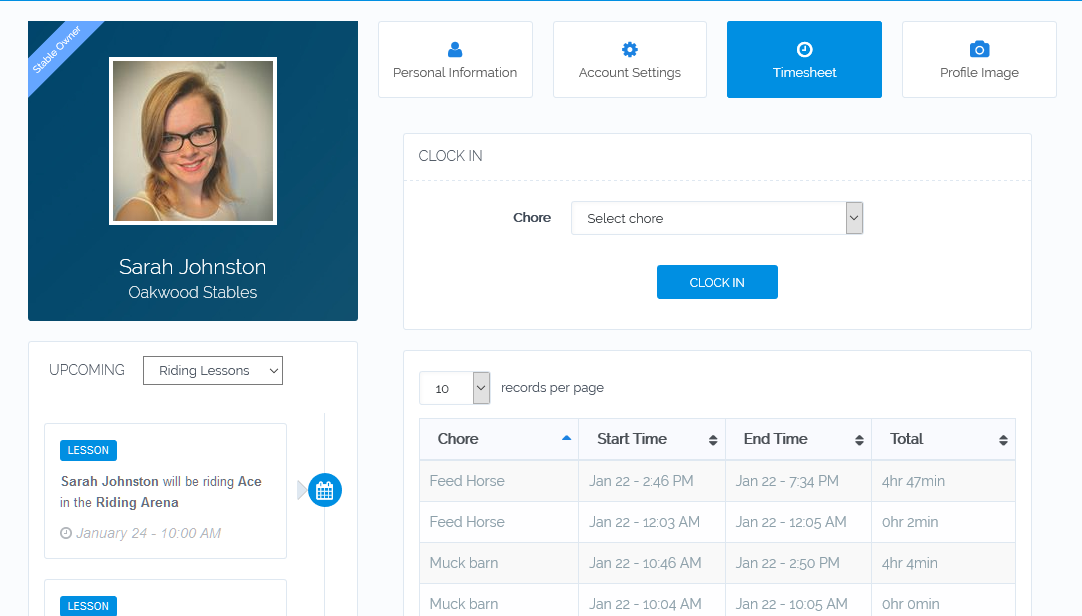 Stable Owner
Sarah Johnston
Oakwood Stables
UPCOMING Riding Lessons
LESSON
Sarah Johnston will be riding Ace
in the Riding Arena
January 24 - 10:00 AM
LESSON
Personal Information Account Settings Timesheet Profile Image
CLOCK IN
Chore Select chore
CLOCK IN
10 records per page
Chore Start Time End Time Total
Feed Horse Jan 22 - 2:46 PM Jan 22 - 7:34 PM 4hr 47min
Feed Horse Jan 22 - 12:03 AM Jan 22 - 12:05 AM 0hr 2min
Muck barn Jan 22 - 10:46 AM Jan 22 - 2:50 PM 4hr 4min
Muck barn Jan 22 - 10:04 AM Jan 22 - 10:05 AM 0hr 0min